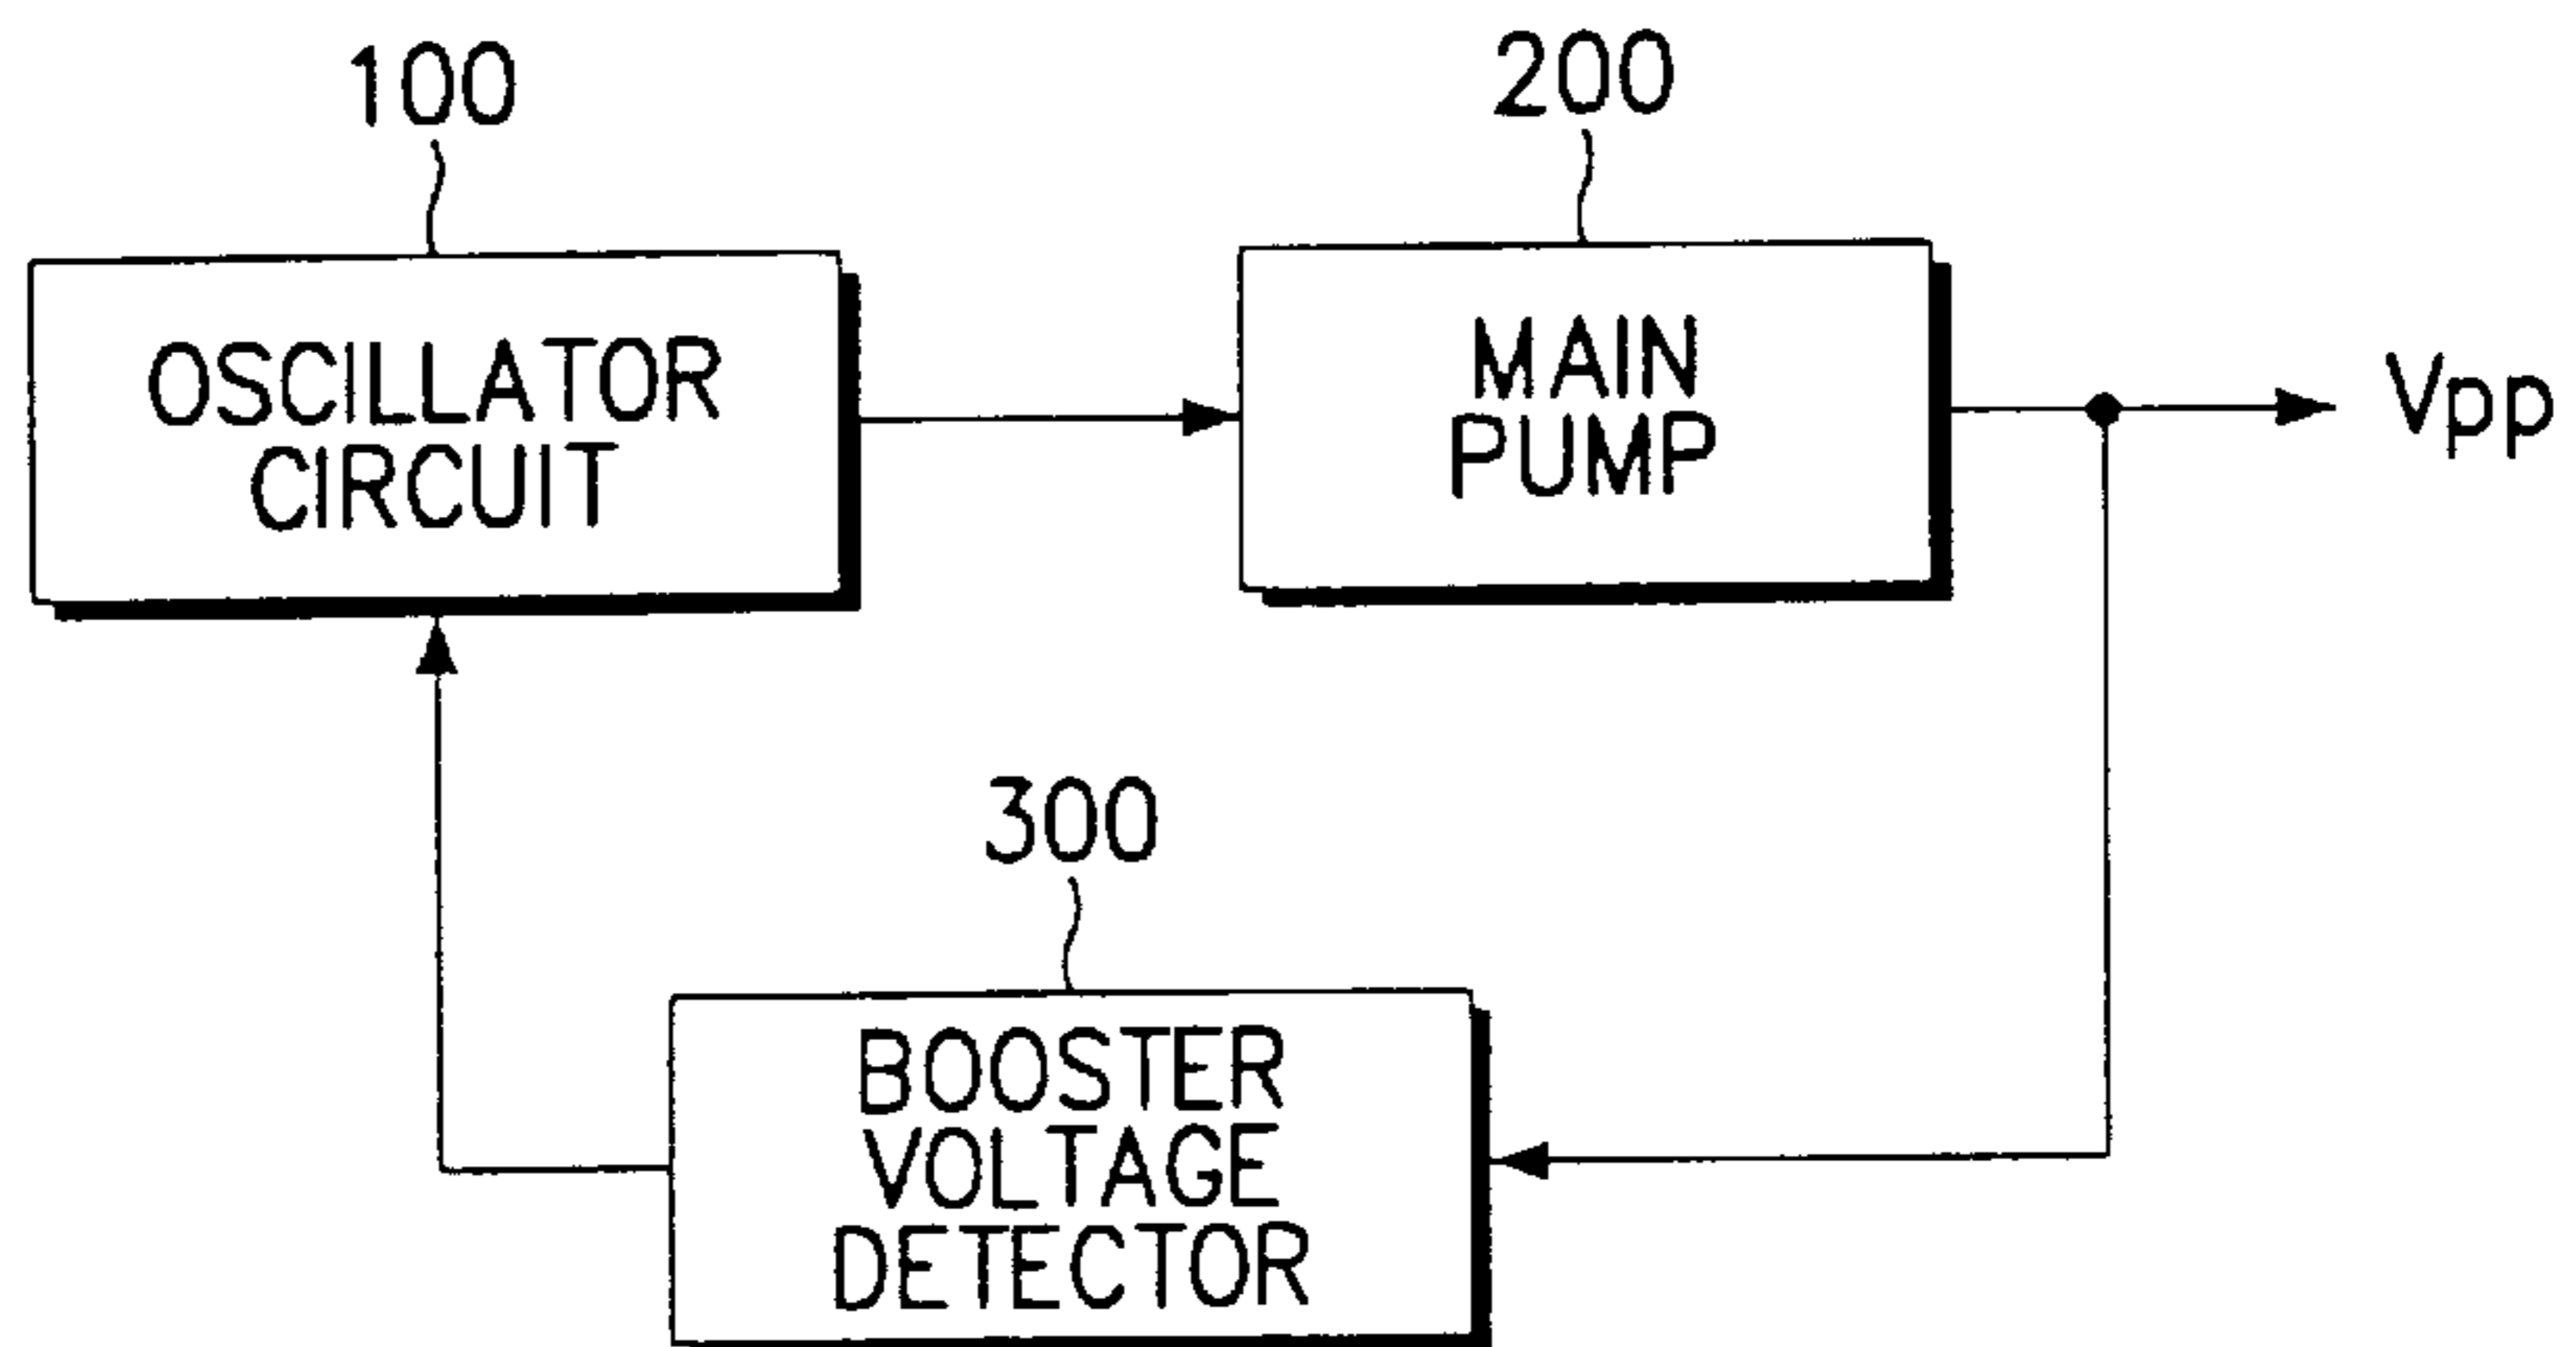 100
200
OSCILLATOR
CIRCUIT
MAIN
PUMP
Vpp
300
BOOSTER
VOLTAGE
DETECTOR